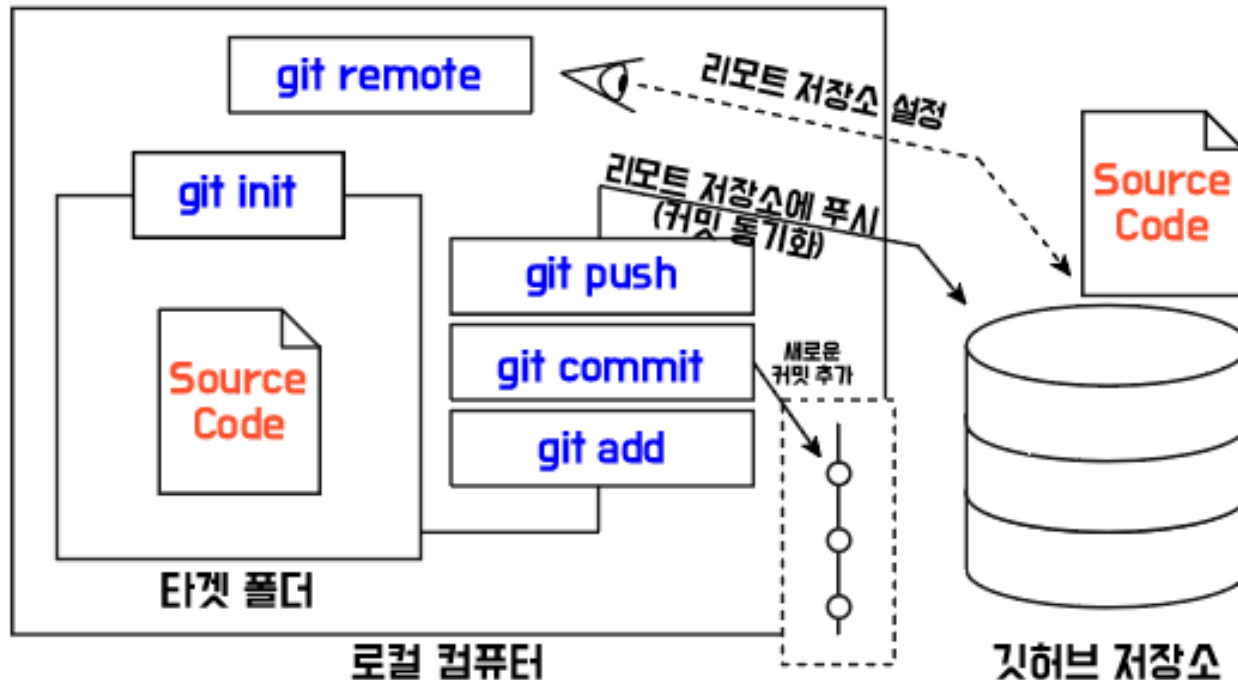 git remote
리모트 저장소 설정
Source
Code
git init
리모트 저장소에 푸시
(커밋 동기화)
git push
git commit
git add
새로운
커밋 추가
Source
Code
타겟 폴더
로컬 컴퓨터
깃허브 저장소